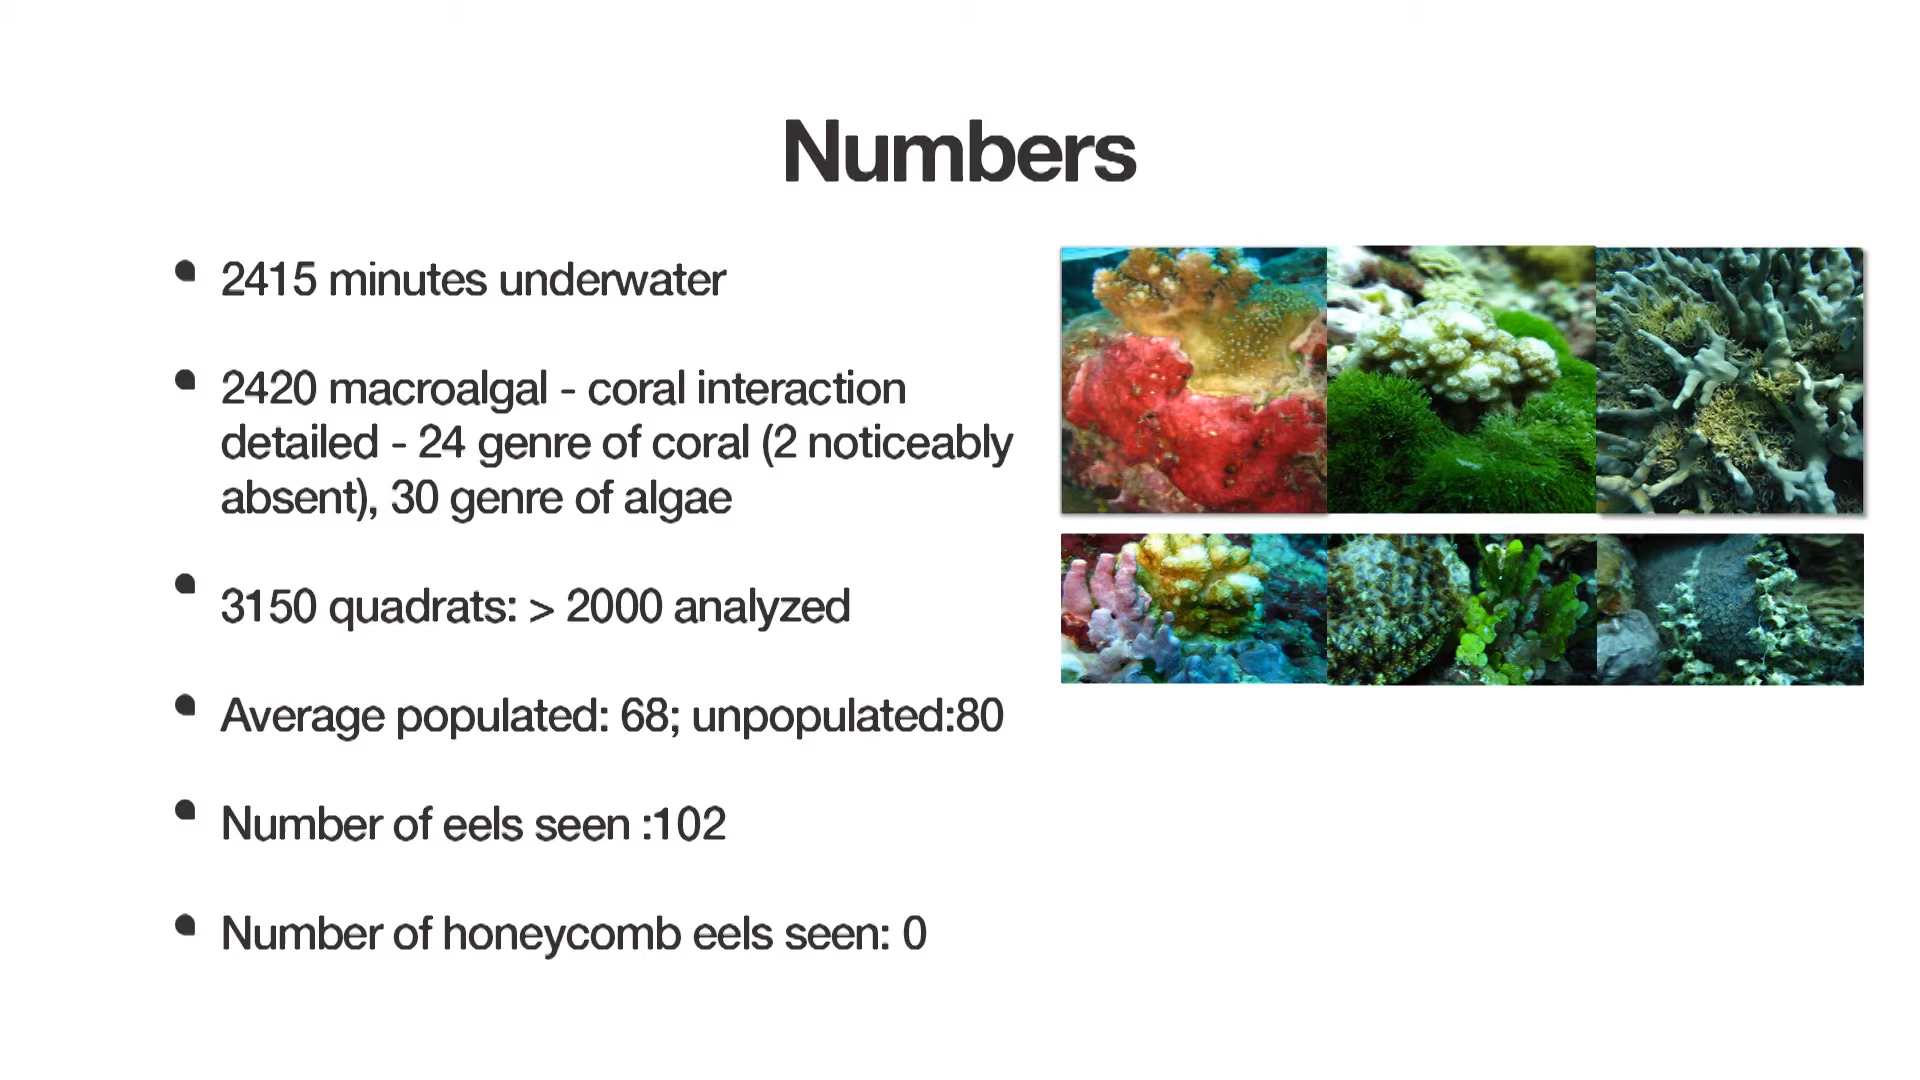 Numbers
2415 minutes underwater
2420 macroalgal - coral interaction
detailed - 24 genre of coral (2 noticeably
absent), 30 genre of algae
3150 quadrats: > 2000 analyzed
Average populated: 68; unpopulated:80
Number of eels seen :102
Number of honeycomb eels seen: 0